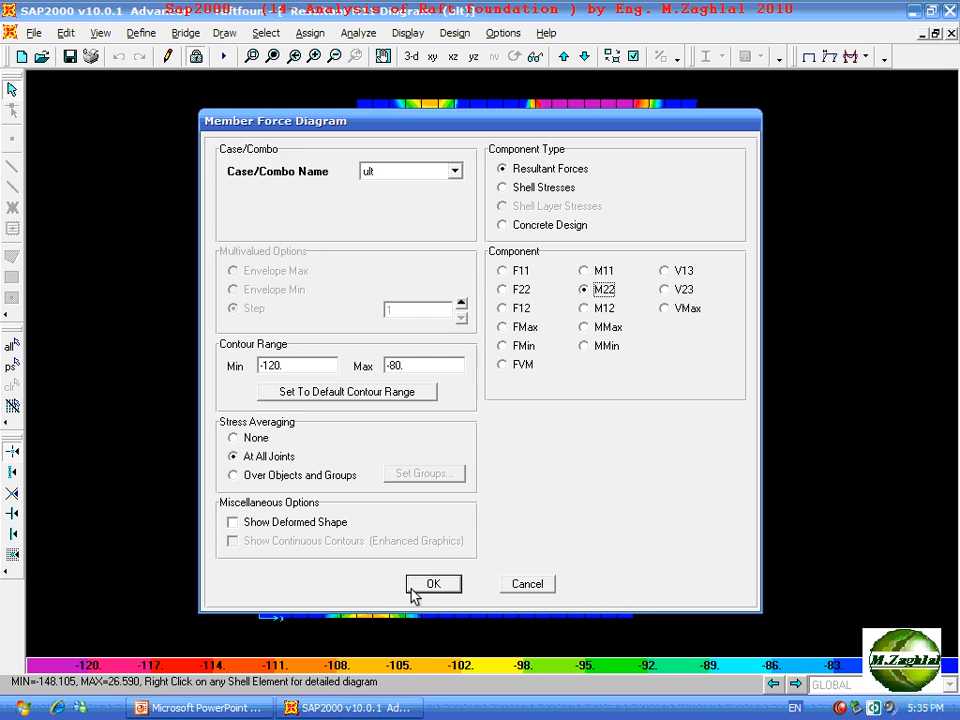 Sap2000 (14- Analysis of Raft Foundation ) by Eng. M.Zaghlal 2010
File Edit View Define Bridge Draw Select Assign Analyze Display Design Options Help
3-d xy xz yz nv
Member Force Diagram
Case/Combo
Case/Combo Name ult
Component Type
Resultant Forces
Shell Stresses
Shell Layer Stresses
Concrete Design
Multivalued Options
Envelope Max
Envelope Min
Step 1
Component
F11 M11 V13
F22 M22 V23
F12 M12 VMax
FMax MMax
FMin MMin
FVM
Contour Range
Min -120. Max -80.
Set To Default Contour Range
Stress Averaging
None
At All Joints
Over Objects and Groups Set Groups...
Miscellaneous Options
Show Deformed Shape
Show Continuous Contours (Enhanced Graphics)
OK Cancel
all
ps
clr
-120. -117. -114. -111. -108. -105. -102. -98. -95. -92. -89. -86. -83.
MIN=-148.105, MAX=26.590, Right Click on any Shell Element for detailed diagram
GLOBAL
M.Zaghlal
Microsoft PowerPoint ... SAP2000 v10.0.1 Ad... EN 5:35 PM